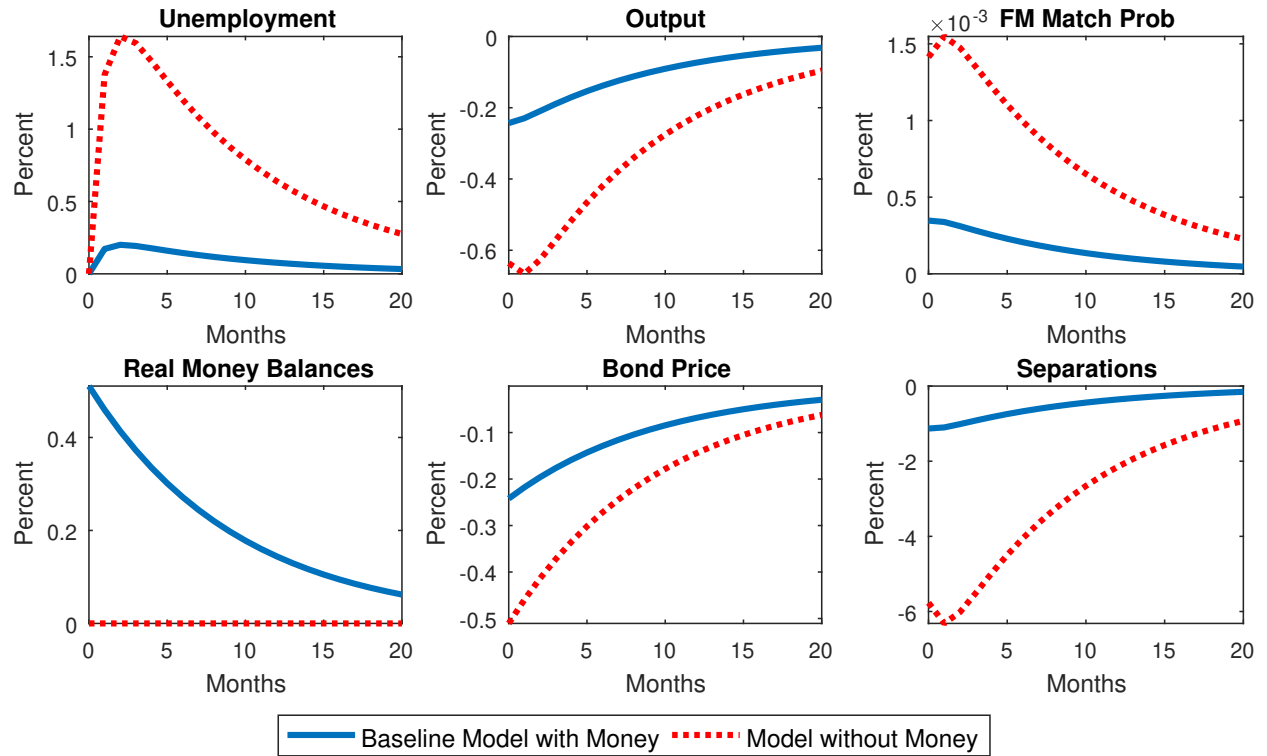 Unemployment
Percent
1.5
1
0.5
0
0 5 10 15 20
Months
Output
Percent
0
-0.2
-0.4
-0.6
0 5 10 15 20
Months
FM Match Prob
×10-3
Percent
1.5
1
0.5
0
0 5 10 15 20
Months
Real Money Balances
Percent
0.4
0.2
0
0 5 10 15 20
Months
Bond Price
Percent
-0.1
-0.2
-0.3
-0.4
-0.5
0 5 10 15 20
Months
Separations
Percent
0
-2
-4
-6
0 5 10 15 20
Months
Baseline Model with Money Model without Money